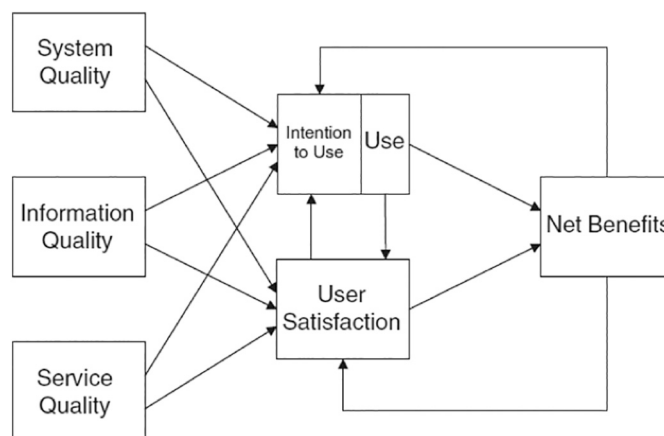 System
Quality
Intention
to Use
Use
Information
Quality
Net Benefits
User
Satisfaction
Service
Quality